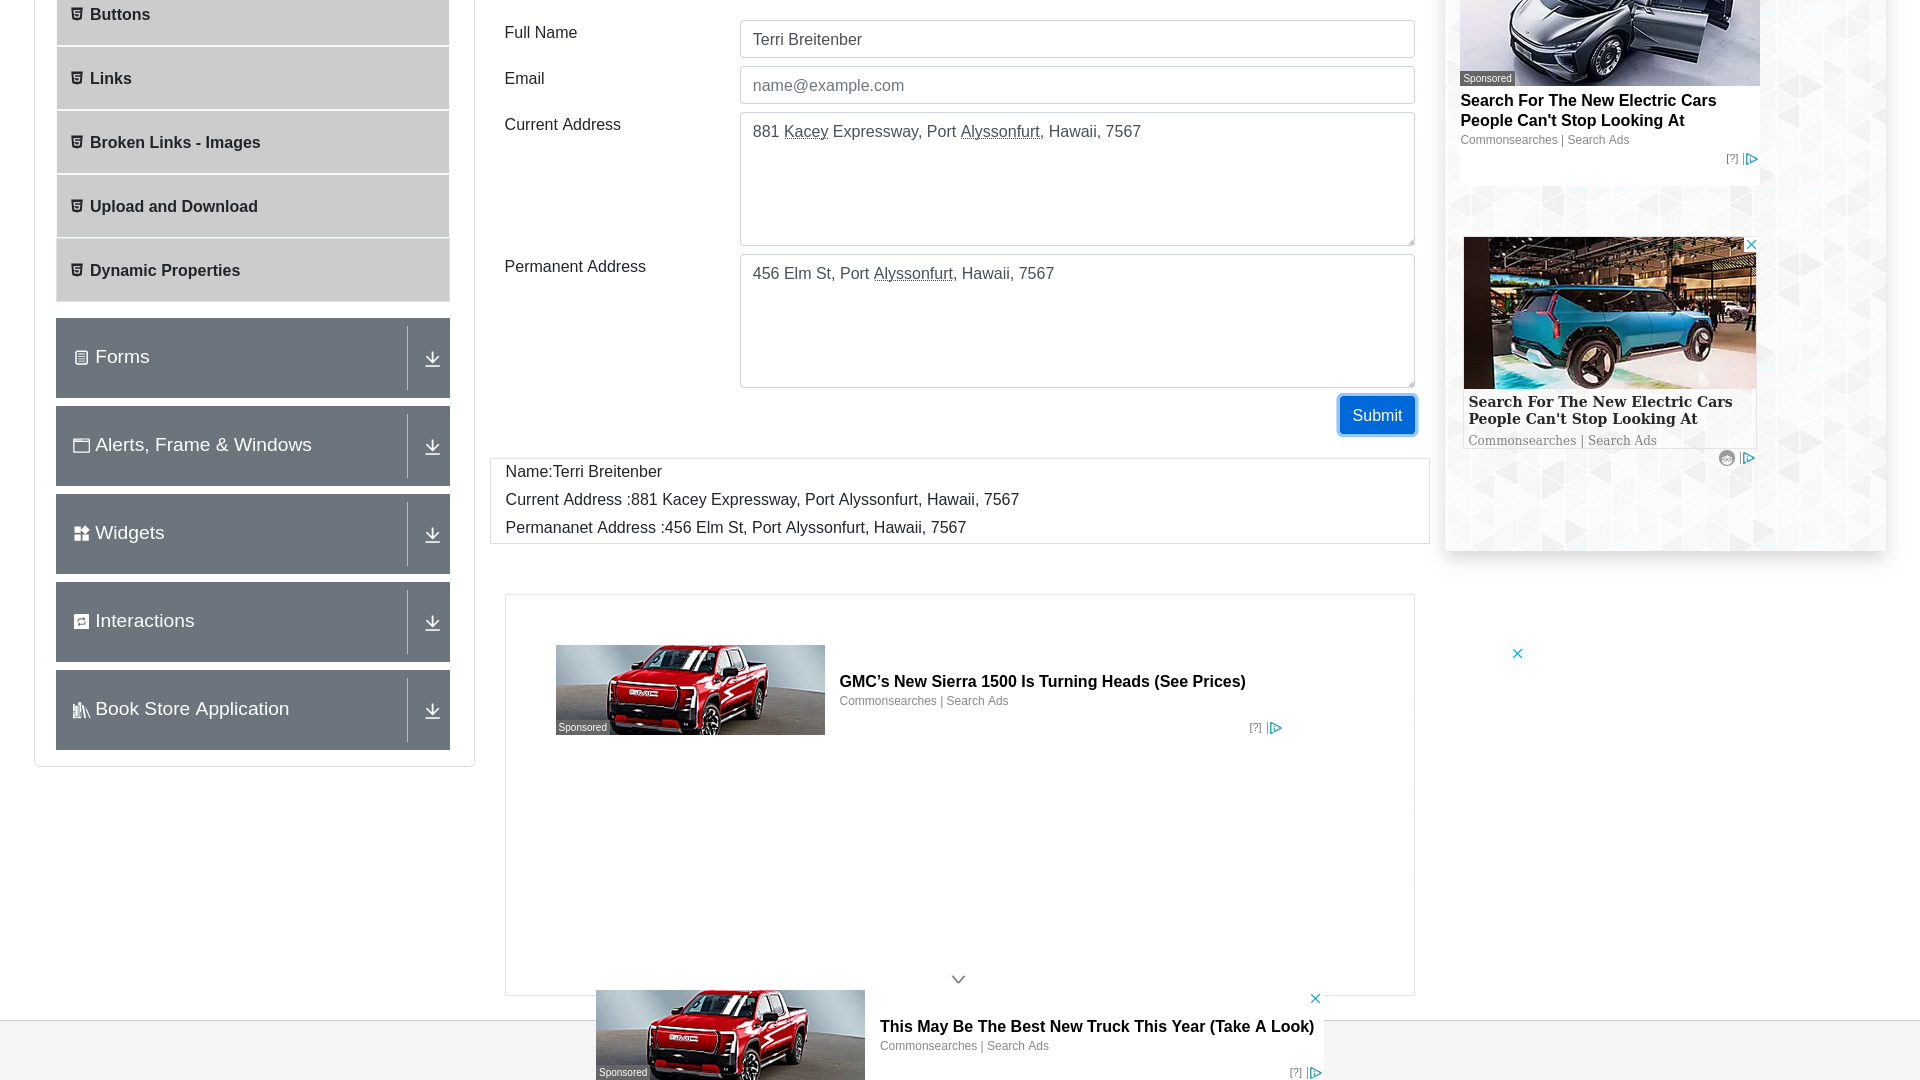 Buttons
Links
Broken Links - Images
Upload and Download
Dynamic Properties
Forms
Alerts, Frame & Windows
Widgets
Interactions
Book Store Application
Full Name
Terri Breitenber
Email
name@example.com
Current Address
881 Kacey Expressway, Port Alyssonfurt, Hawaii, 7567
Permanent Address
456 Elm St, Port Alyssonfurt, Hawaii, 7567
Submit
Name:Terri Breitenber
Current Address :881 Kacey Expressway, Port Alyssonfurt, Hawaii, 7567
Permananet Address :456 Elm St, Port Alyssonfurt, Hawaii, 7567
Sponsored
GMC’s New Sierra 1500 Is Turning Heads (See Prices)
Commonsearches | Search Ads
[?]
Sponsored
This May Be The Best New Truck This Year (Take A Look)
Commonsearches | Search Ads
[?]
Sponsored
Search For The New Electric Cars
People Can't Stop Looking At
Commonsearches | Search Ads
[?]
Search For The New Electric Cars
People Can't Stop Looking At
Commonsearches | Search Ads